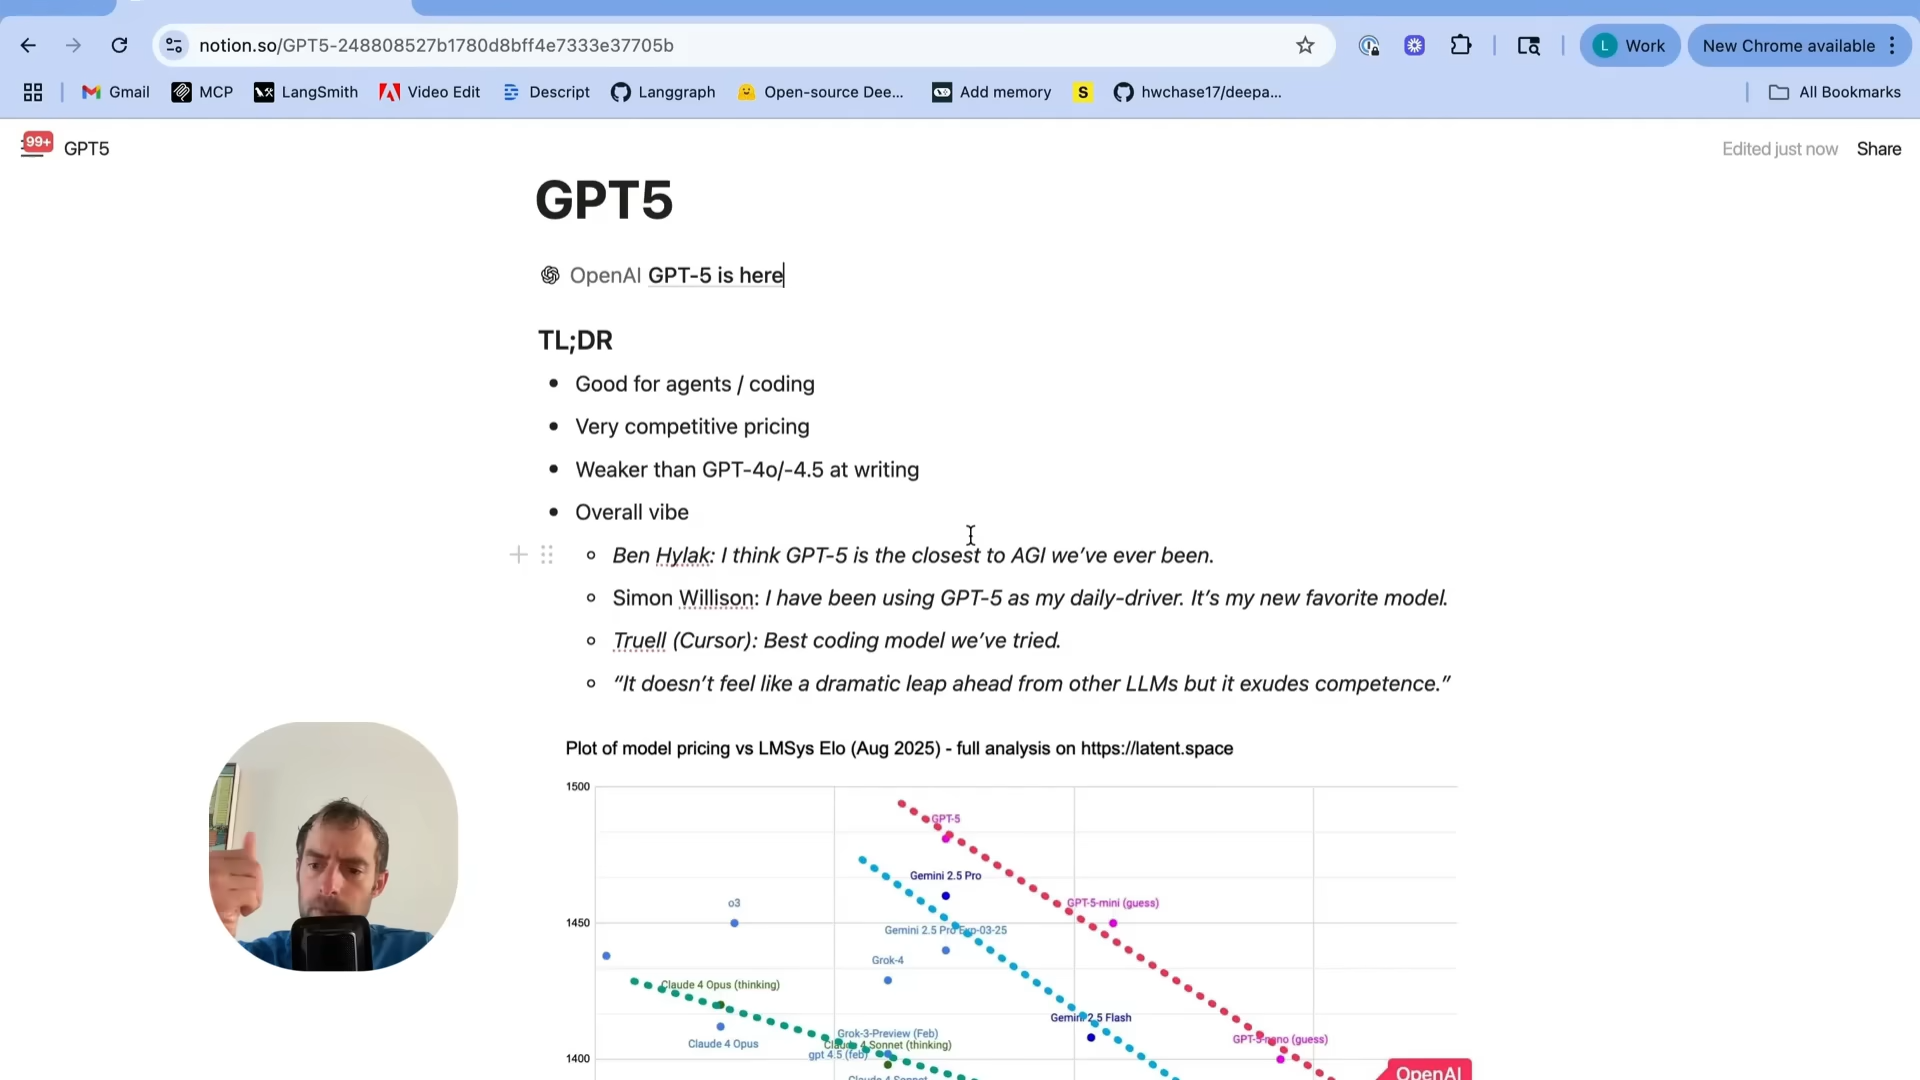 notion.so/GPT5-248808527b1780d8bff4e7333e37705b
L Work
New Chrome available
Gmail
MCP
LangSmith
Video Edit
Descript
Langgraph
Open-source Dee...
Add memory
S
hwchase17/deepa...
All Bookmarks
99+
GPT5
Edited just now
Share
GPT5
OpenAI GPT-5 is here
TL;DR
Good for agents / coding
Very competitive pricing
Weaker than GPT-4o/-4.5 at writing
Overall vibe
Ben Hylak: I think GPT-5 is the closest to AGI we’ve ever been.
Simon Willison: I have been using GPT-5 as my daily-driver. It’s my new favorite model.
Truell (Cursor): Best coding model we’ve tried.
“It doesn’t feel like a dramatic leap ahead from other LLMs but it exudes competence.”
Plot of model pricing vs LMSys Elo (Aug 2025) - full analysis on https://latent.space
1500
GPT-5
Gemini 2.5 Pro
o3
GPT-5-mini (guess)
1450
Gemini 2.5 Pro Exp-03-25
Grok-4
Claude 4 Opus (thinking)
Gemini 2.5 Flash
Grok-3-Preview (Feb)
Claude 4 Opus
Claude 4 Sonnet (thinking)
GPT-5-nano (guess)
gpt 4.5 (feb)
1400
Claude 4 Sonnet
OpenAI